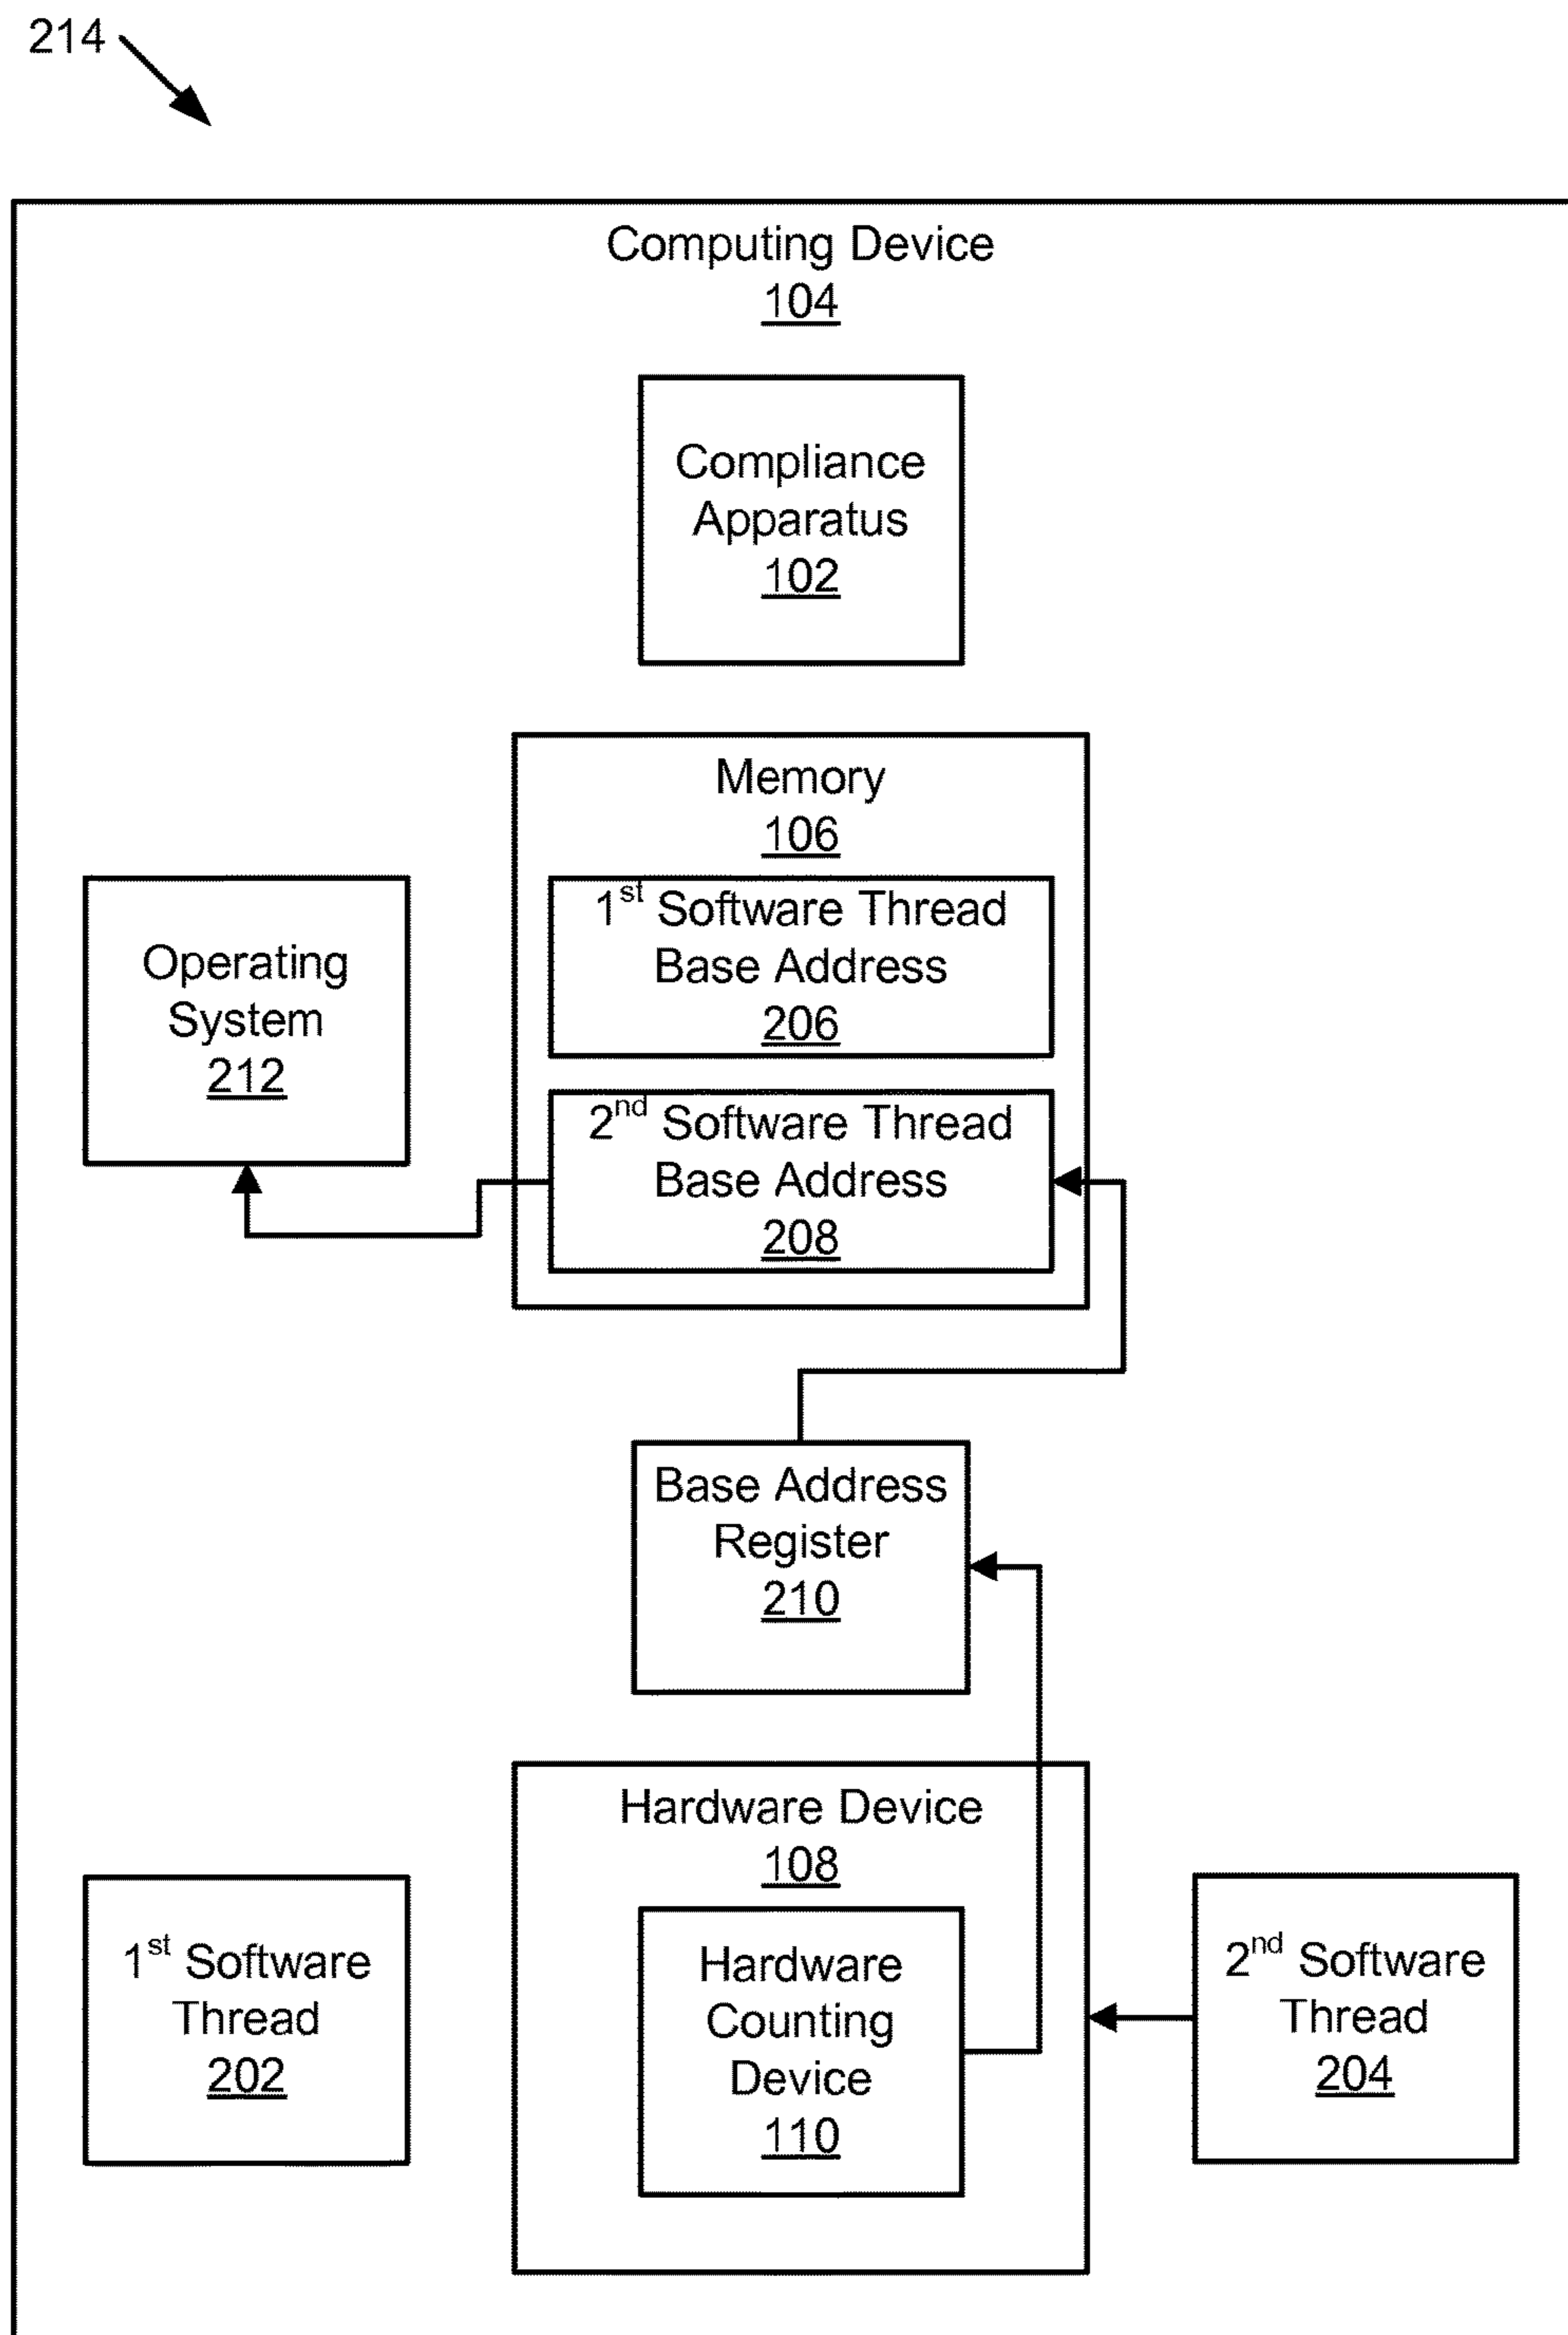 214
Computing Device
104
Compliance
Apparatus
102
Memory
106
1st Software Thread
Base Address
206
Operating
System
212
2nd Software Thread
Base Address
208
Base Address
Register
210
Hardware Device
108
1st Software
Thread
202
Hardware
Counting
Device
110
2nd Software
Thread
204